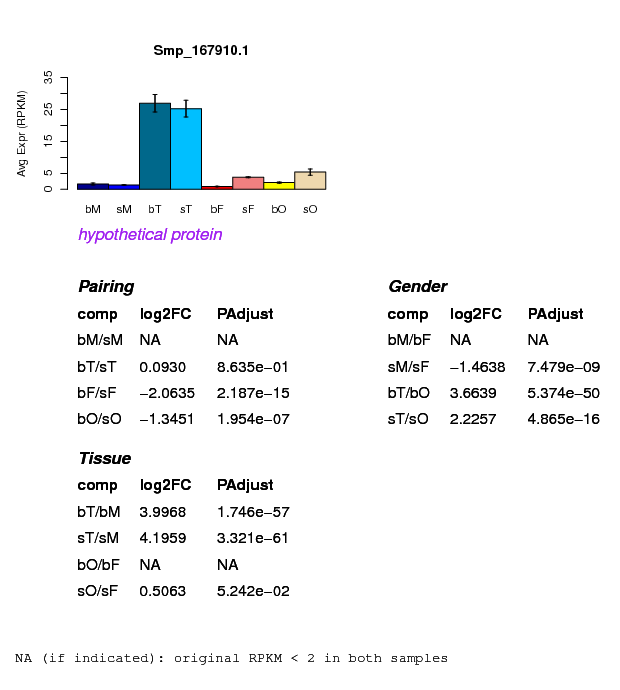 Smp_167910.1
Avg Expr (RPKM)
35
25
15
5
0
bM sM bT sT bF sF bO sO
hypothetical protein
Pairing
comp log2FC PAdjust
bM/sM NA NA
bT/sT 0.0930 8.635e−01
bF/sF −2.0635 2.187e−15
bO/sO −1.3451 1.954e−07
Gender
comp log2FC PAdjust
bM/bF NA NA
sM/sF −1.4638 7.479e−09
bT/bO 3.6639 5.374e−50
sT/sO 2.2257 4.865e−16
Tissue
comp log2FC PAdjust
bT/bM 3.9968 1.746e−57
sT/sM 4.1959 3.321e−61
bO/bF NA NA
sO/sF 0.5063 5.242e−02
NA (if indicated): original RPKM < 2 in both samples